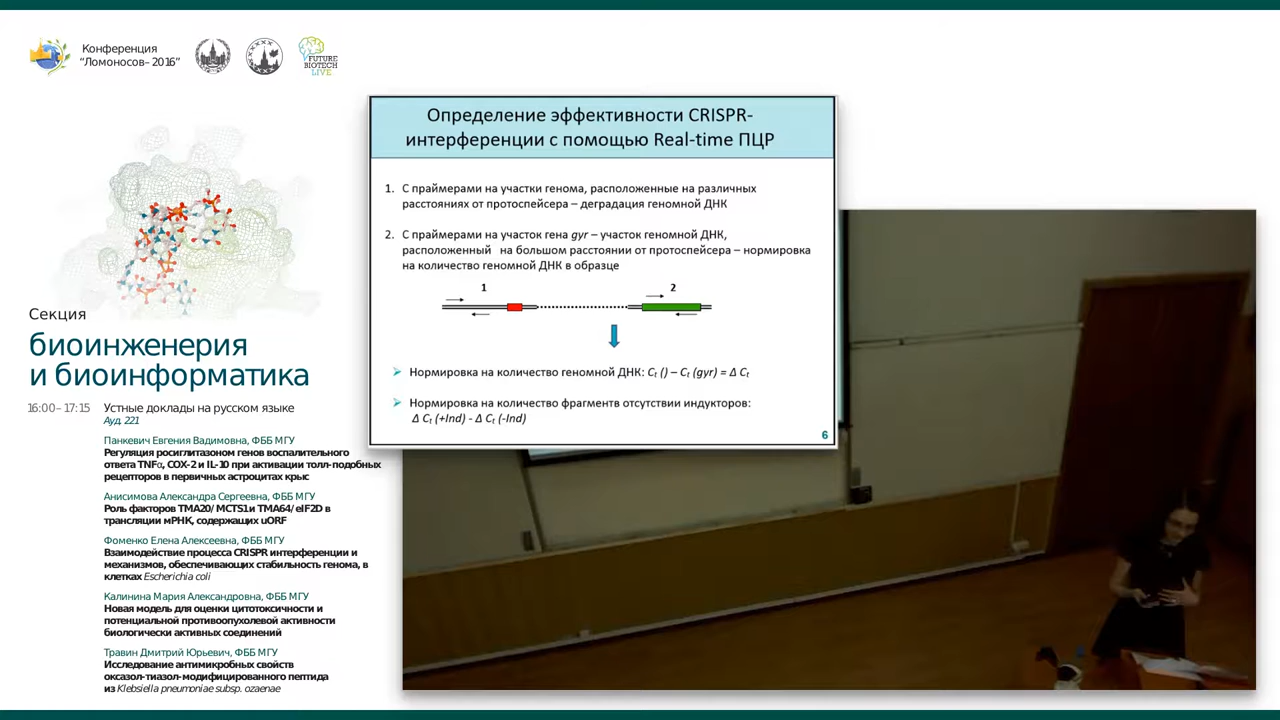 Конференция
“Ломоносов– 2016”
FUTURE
BIOTECH
LIVE
Определение эффективности CRISPR-
интерференции с помощью Real-time ПЦР
1. С праймерами на участки генома, расположенные на различных
расстояниях от протоспейсера – деградация геномной ДНК
2. С праймерами на участок гена gyr – участок геномной ДНК,
расположенный на большом расстоянии от протоспейсера – нормировка
на количество геномной ДНК в образце
1 2
Нормировка на количество геномной ДНК: Ct () – Ct (gyr) = Δ Ct
Нормировка на количество фрагментв отсутствии индукторов:
Δ Ct (+Ind) - Δ Ct (-Ind)
6
Секция
биоинженерия
и биоинформатика
16:00– 17:15 Устные доклады на русском языке
Ауд. 221
Панкевич Евгения Вадимовна, ФББ МГУ
Регуляция росиглитазоном генов воспалительного
ответа TNFα, COX-2 и IL-10 при активации толл-подобных
рецепторов в первичных астроцитах крыс
Анисимова Александра Сергеевна, ФББ МГУ
Роль факторов TMA20/ MCTS1 и TMA64/ eIF2D в
трансляции мРНК, содержащих uORF
Фоменко Елена Алексеевна, ФББ МГУ
Взаимодействие процесса CRISPR интерференции и
механизмов, обеспечивающих стабильность генома, в
клетках Escherichia coli
Калинина Мария Александровна, ФББ МГУ
Новая модель для оценки цитотоксичности и
потенциальной противоопухолевой активности
биологически активных соединений
Травин Дмитрий Юрьевич, ФББ МГУ
Исследование антимикробных свойств
оксазол-тиазол-модифицированного пептида
из Klebsiella pneumoniae subsp. ozaenae